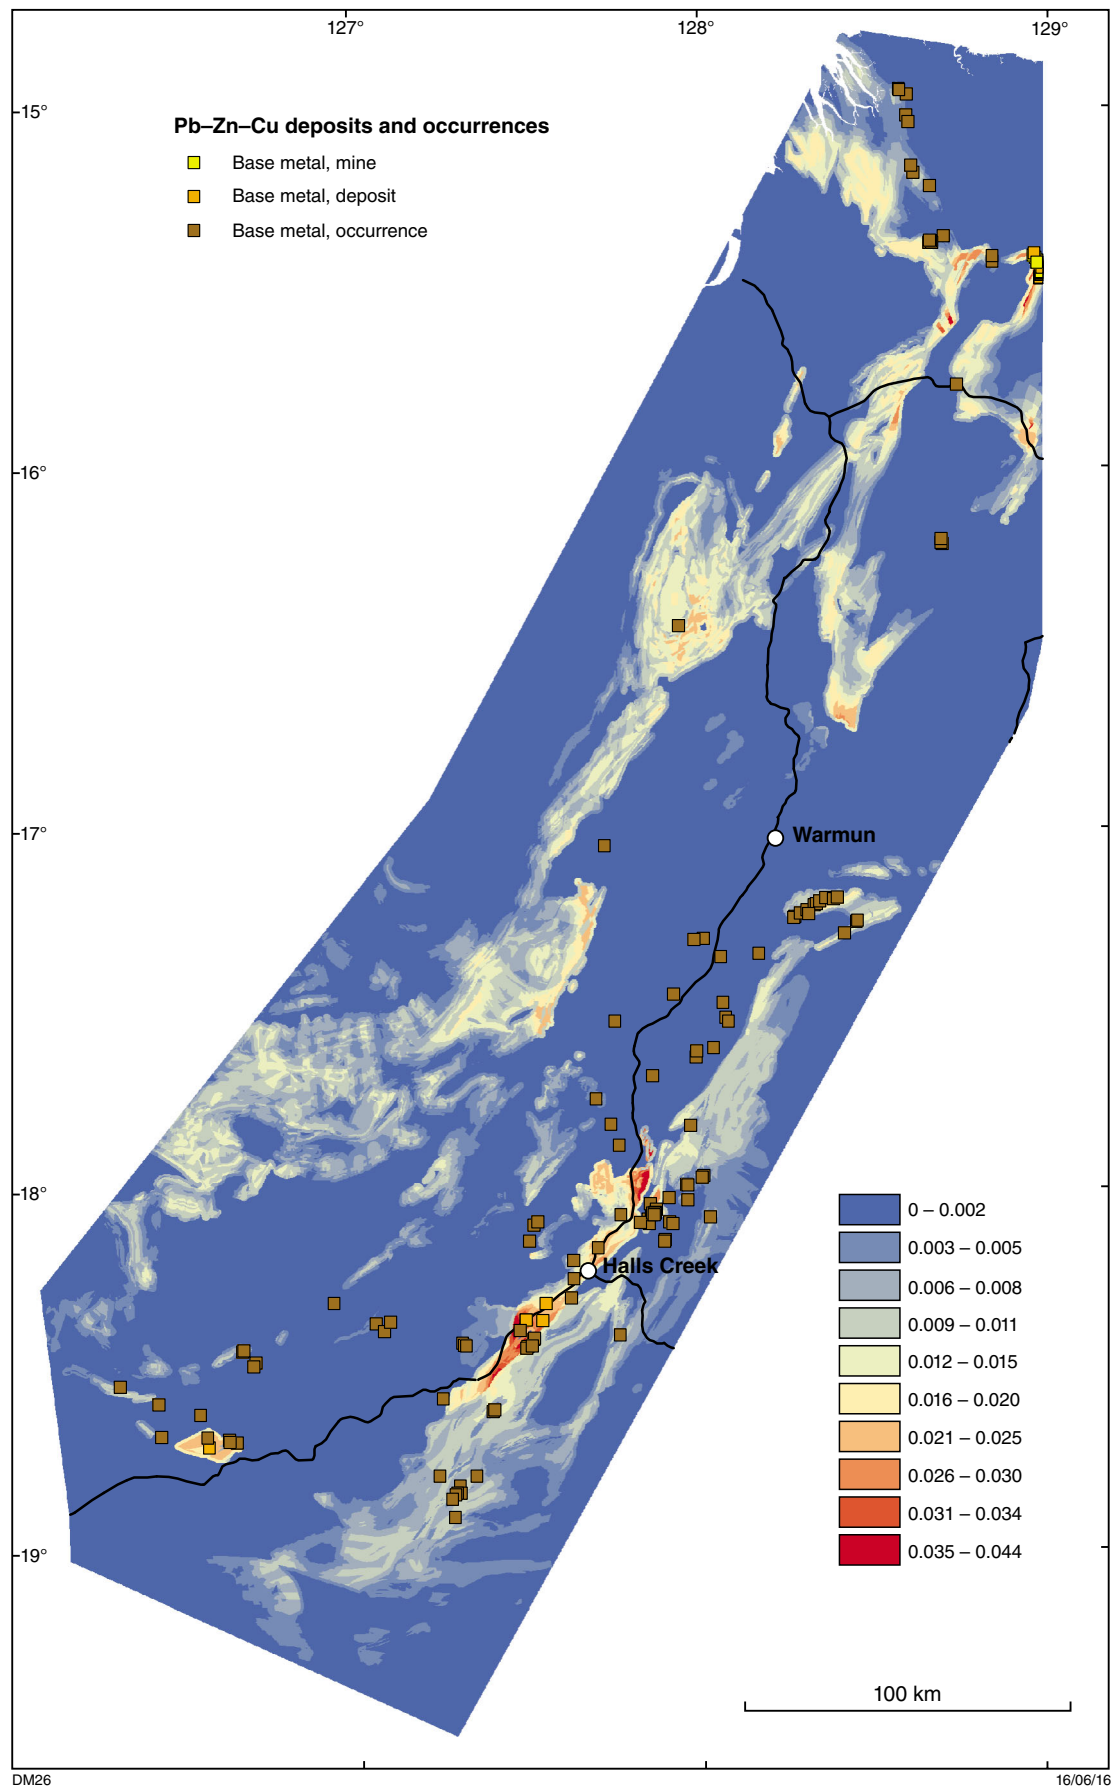 127°
128°
129°
15°
Pb–Zn–Cu deposits and occurrences
Base metal, mine
Base metal, deposit
Base metal, occurrence
16°
17°
Warmun
18°
0 – 0.002
0.003 – 0.005
Halls Creek
0.006 – 0.008
0.009 – 0.011
0.012 – 0.015
0.016 – 0.020
0.021 – 0.025
0.026 – 0.030
0.031 – 0.034
0.035 – 0.044
19°
100 km
DM26
16/06/16